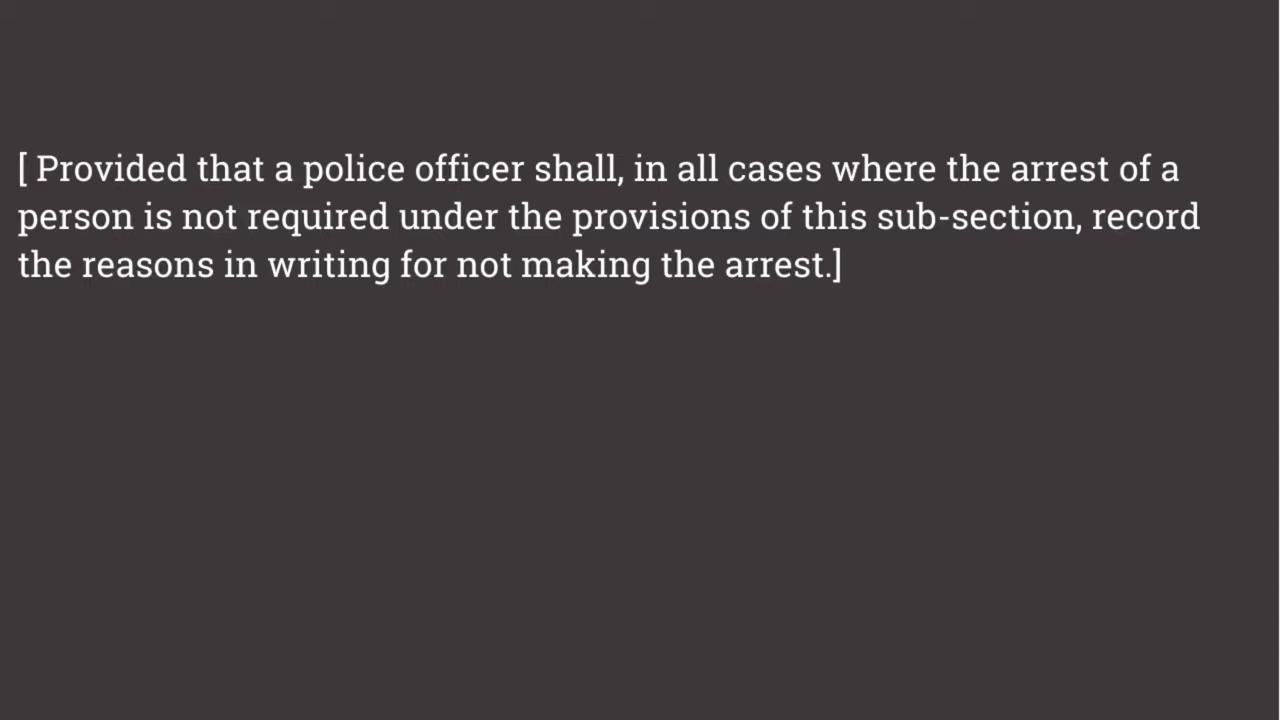 [ Provided that a police officer shall, in all cases where the arrest of a
person is not required under the provisions of this sub-section, record
the reasons in writing for not making the arrest.]